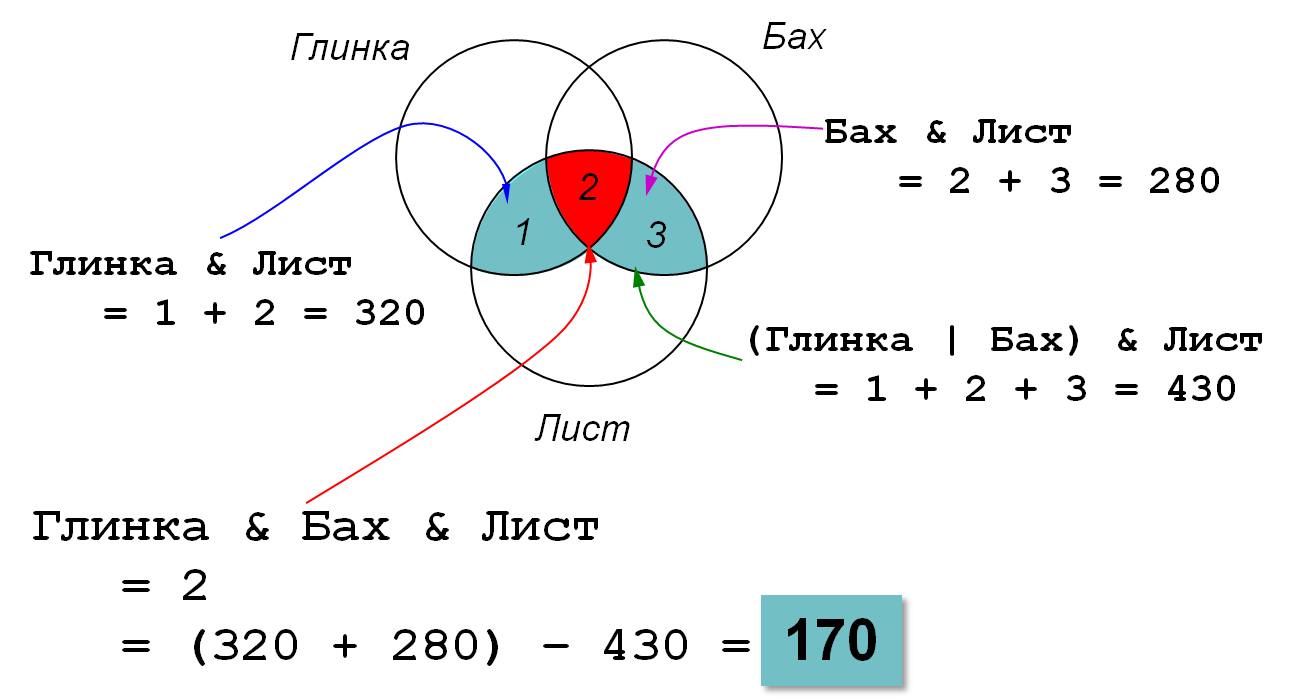 Глинка
Бах
Бах & Лист
= 2 + 3 = 280
2
1
3
Глинка & Лист
= 1 + 2 = 320
(Глинка | Бах) & Лист
= 1 + 2 + 3 = 430
Лист
Глинка & Бах & Лист
= 2
= (320 + 280) – 430 = 170